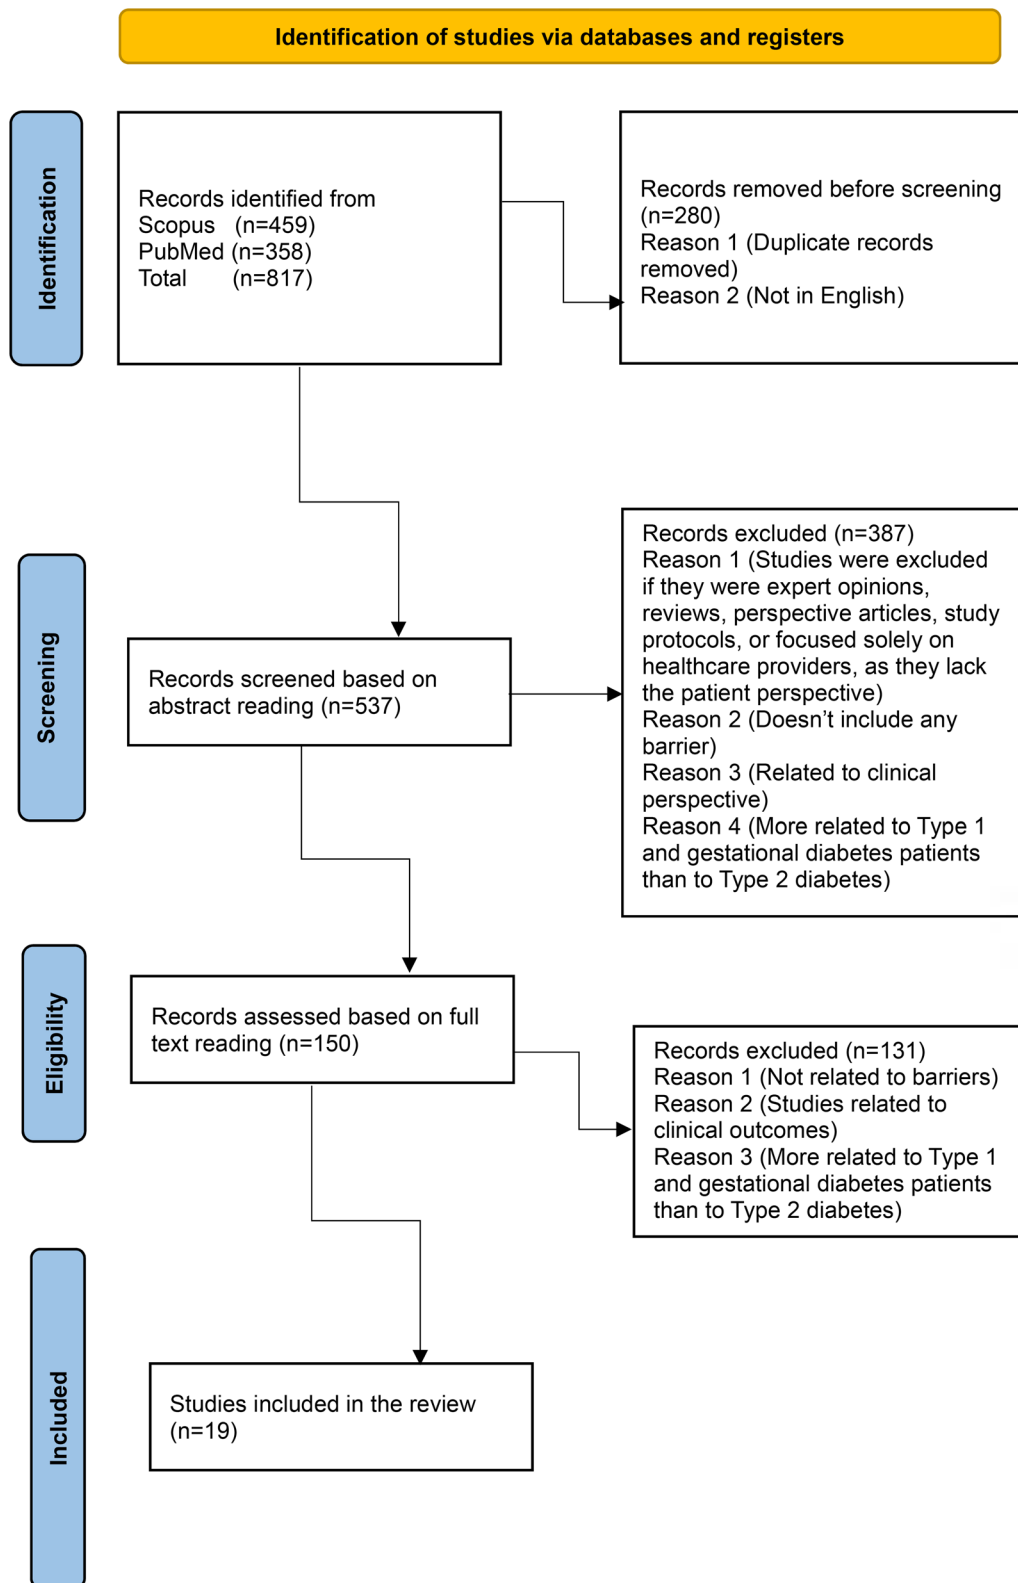 Identification of studies via databases and registers
Identification
Records identified from
Scopus (n=459)
PubMed (n=358)
Total (n=817)
Records removed before screening
(n=280)
Reason 1 (Duplicate records
removed)
Reason 2 (Not in English)
Screening
Records screened based on
abstract reading (n=537)
Records excluded (n=387)
Reason 1 (Studies were excluded
if they were expert opinions,
reviews, perspective articles, study
protocols, or focused solely on
healthcare providers, as they lack
the patient perspective)
Reason 2 (Doesn’t include any
barrier)
Reason 3 (Related to clinical
perspective)
Reason 4 (More related to Type 1
and gestational diabetes patients
than to Type 2 diabetes)
Eligibility
Records assessed based on full
text reading (n=150)
Records excluded (n=131)
Reason 1 (Not related to barriers)
Reason 2 (Studies related to
clinical outcomes)
Reason 3 (More related to Type 1
and gestational diabetes patients
than to Type 2 diabetes)
Included
Studies included in the review
(n=19)